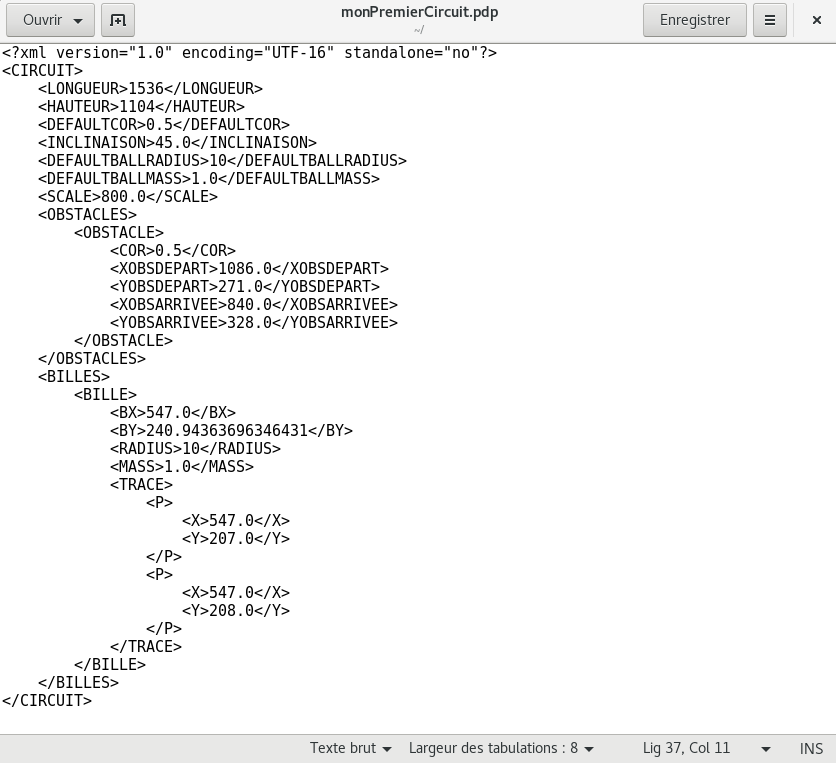 Ouvrir
monPremierCircuit.pdp
~/
Enregistrer
<?xml version="1.0" encoding="UTF-16" standalone="no"?>
<CIRCUIT>
    <LONGUEUR>1536</LONGUEUR>
    <HAUTEUR>1104</HAUTEUR>
    <DEFAULTCOR>0.5</DEFAULTCOR>
    <INCLINAISON>45.0</INCLINAISON>
    <DEFAULTBALLRADIUS>10</DEFAULTBALLRADIUS>
    <DEFAULTBALLMASS>1.0</DEFAULTBALLMASS>
    <SCALE>800.0</SCALE>
    <OBSTACLES>
        <OBSTACLE>
            <COR>0.5</COR>
            <XOBSDEPART>1086.0</XOBSDEPART>
            <YOBSDEPART>271.0</YOBSDEPART>
            <XOBSARRIVEE>840.0</XOBSARRIVEE>
            <YOBSARRIVEE>328.0</YOBSARRIVEE>
        </OBSTACLE>
    </OBSTACLES>
    <BILLES>
        <BILLE>
            <BX>547.0</BX>
            <BY>240.94363696346431</BY>
            <RADIUS>10</RADIUS>
            <MASS>1.0</MASS>
            <TRACE>
                <P>
                    <X>547.0</X>
                    <Y>207.0</Y>
                </P>
                <P>
                    <X>547.0</X>
                    <Y>208.0</Y>
                </P>
            </TRACE>
        </BILLE>
    </BILLES>
</CIRCUIT>
Texte brut Largeur des tabulations : 8 Lig 37, Col 11 INS